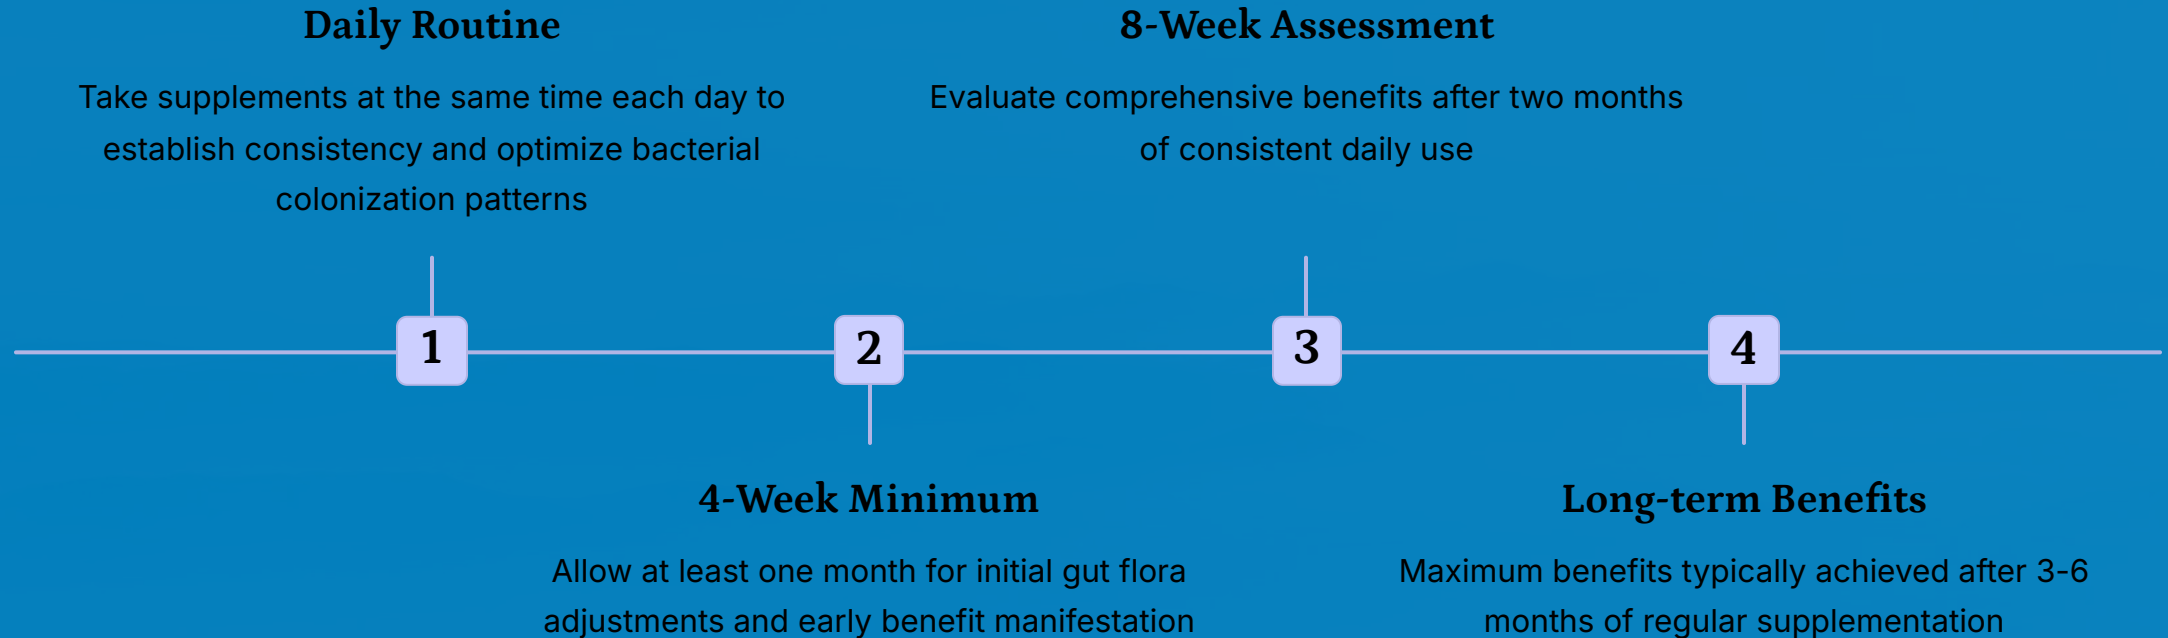 Daily Routine
Take supplements at the same time each day to
establish consistency and optimize bacterial
colonization patterns
8-Week Assessment
Evaluate comprehensive benefits after two months
of consistent daily use
1
2
3
4
4-Week Minimum
Allow at least one month for initial gut flora
adjustments and early benefit manifestation
Long-term Benefits
Maximum benefits typically achieved after 3-6
months of regular supplementation